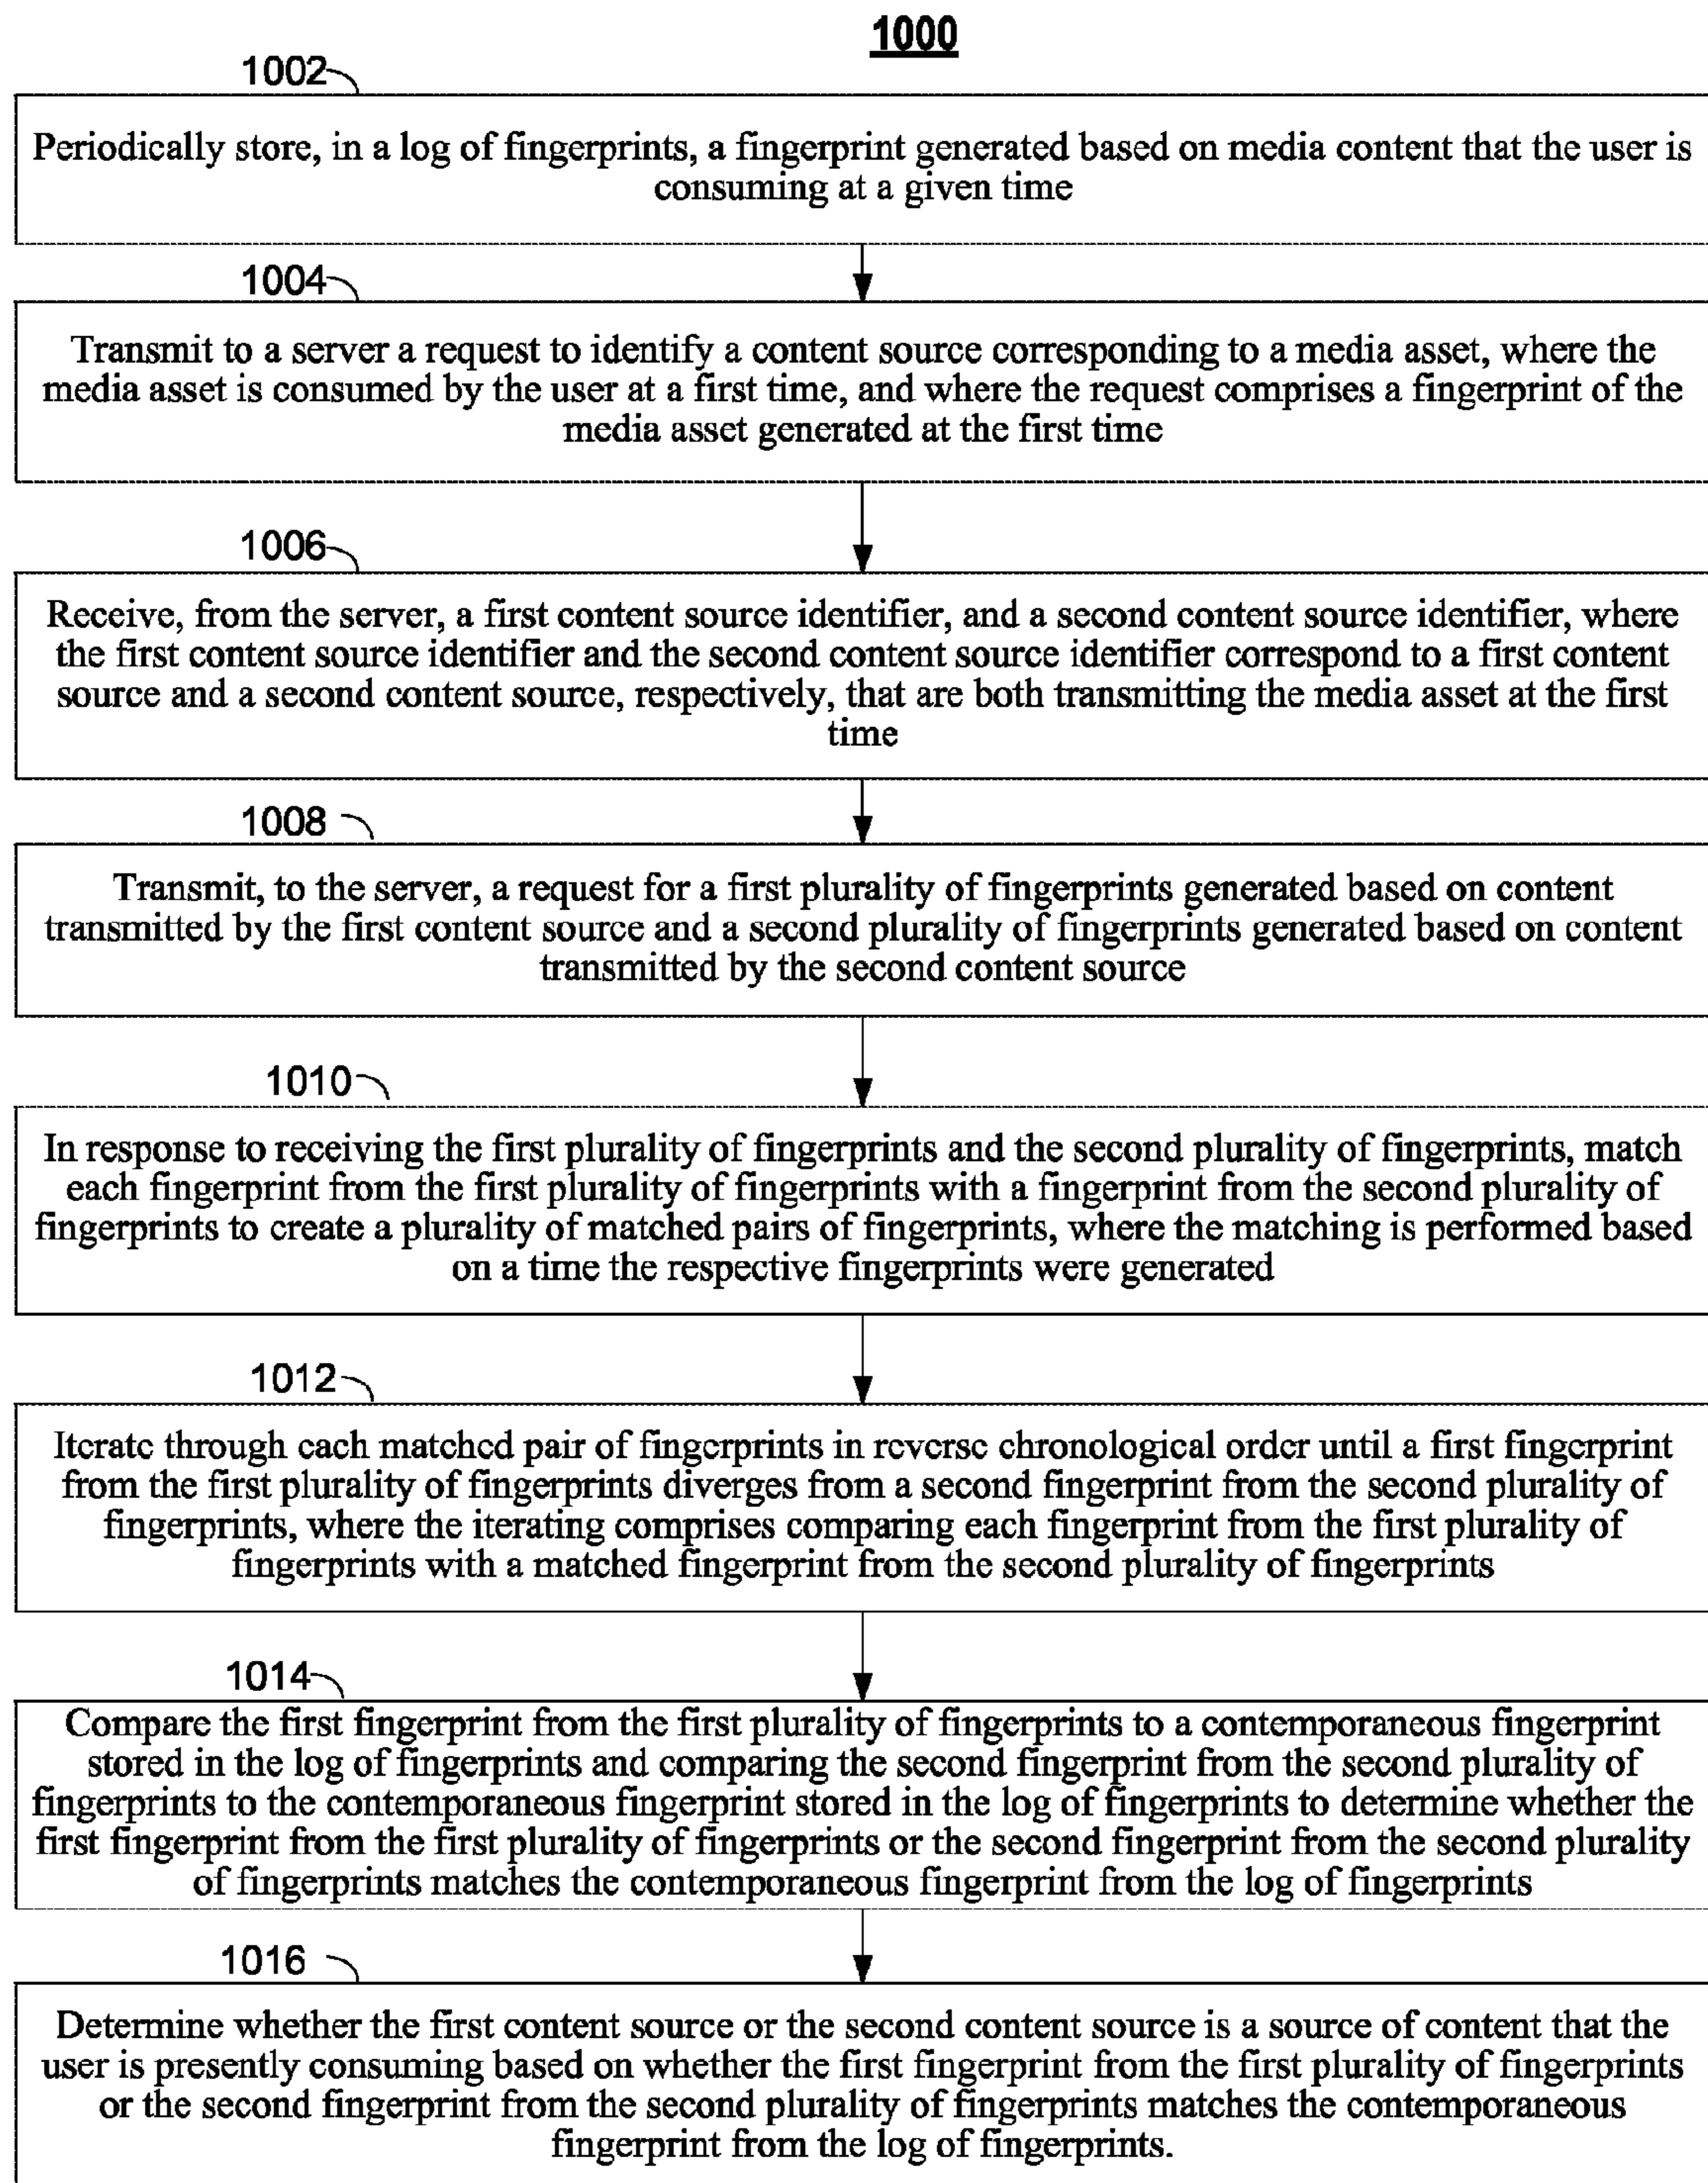 1000
1002
Periodically store, in a log of fingerprints, a fingerprint generated based on media content that the user is
consuming at a given time
1004
Transmit to a server a request to identify a content source corresponding to a media asset, where the
media asset is consumed by the user at a first time, and where the request comprises a fingerprint of the
media asset generated at the first time
1006
Receive, from the server, a first content source identifier, and a second content source identifier, where
the first content source identifier and the second content source identifier correspond to a first content
source and a second content source, respectively, that are both transmitting the media asset at the first
time
1008
Transmit, to the server, a request for a first plurality of fingerprints generated based on content
transmitted by the first content source and a second plurality of fingerprints generated based on content
transmitted by the second content source
1010
In response to receiving the first plurality of fingerprints and the second plurality of fingerprints, match
each fingerprint from the first plurality of fingerprints with a fingerprint from the second plurality of
fingerprints to create a plurality of matched pairs of fingerprints, where the matching is performed based
on a time the respective fingerprints were generated
1012
Iterate through each matched pair of fingerprints in reverse chronological order until a first fingerprint
from the first plurality of fingerprints diverges from a second fingerprint from the second plurality of
fingerprints, where the iterating comprises comparing each fingerprint from the first plurality of
fingerprints with a matched fingerprint from the second plurality of fingerprints
1014
Compare the first fingerprint from the first plurality of fingerprints to a contemporaneous fingerprint
stored in the log of fingerprints and comparing the second fingerprint from the second plurality of
fingerprints to the contemporaneous fingerprint stored in the log of fingerprints to determine whether the
first fingerprint from the first plurality of fingerprints or the second fingerprint from the second plurality
of fingerprints matches the contemporaneous fingerprint from the log of fingerprints
1016
Determine whether the first content source or the second content source is a source of content that the
user is presently consuming based on whether the first fingerprint from the first plurality of fingerprints
or the second fingerprint from the second plurality of fingerprints matches the contemporaneous
fingerprint from the log of fingerprints.